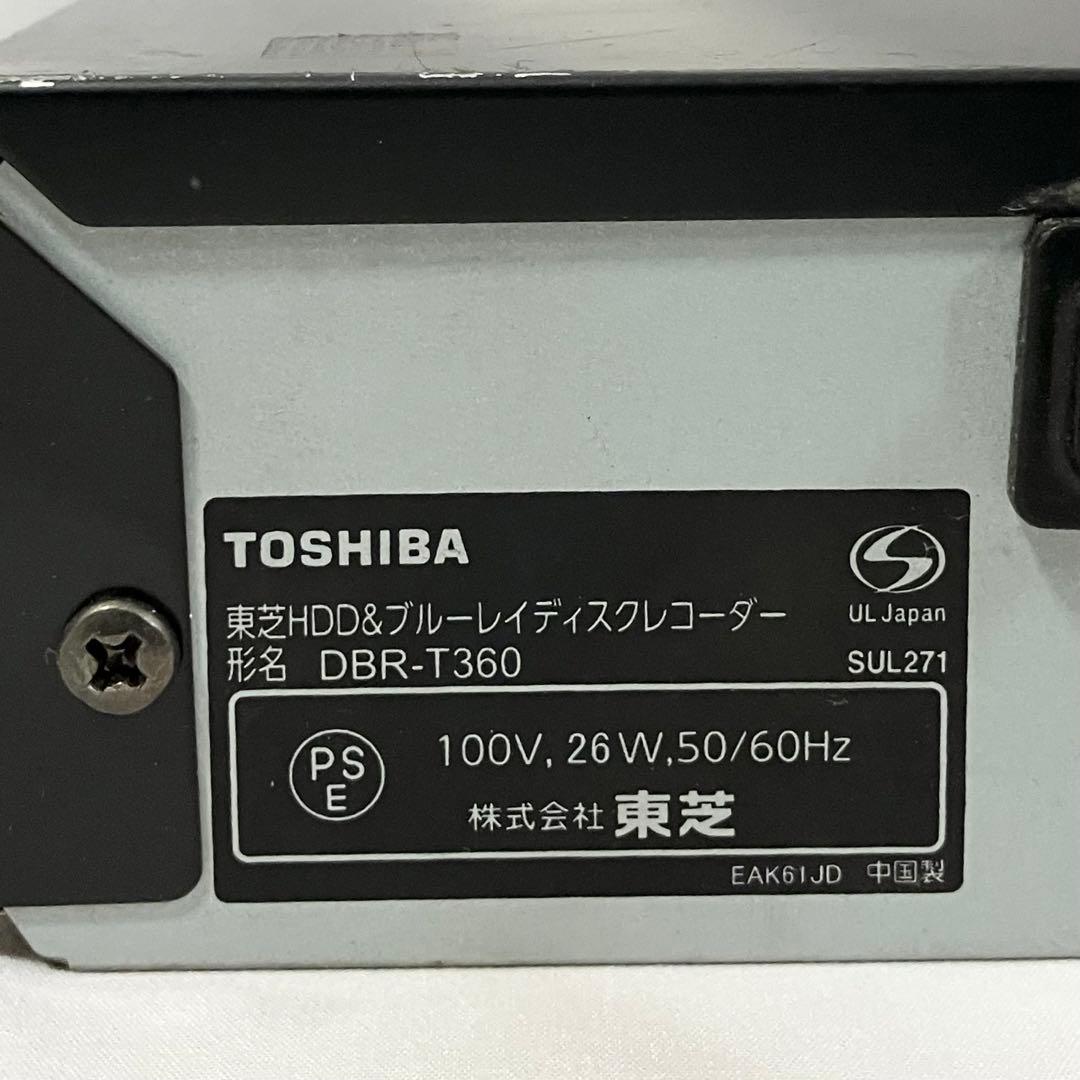 TOSHIBA
東芝HDD&ブルーレイディスクレコーダー
形名 DBR-T360
UL Japan
SUL271
PSE
100V, 26W, 50/60Hz
株式会社 東芝
EAK61JD 中国製